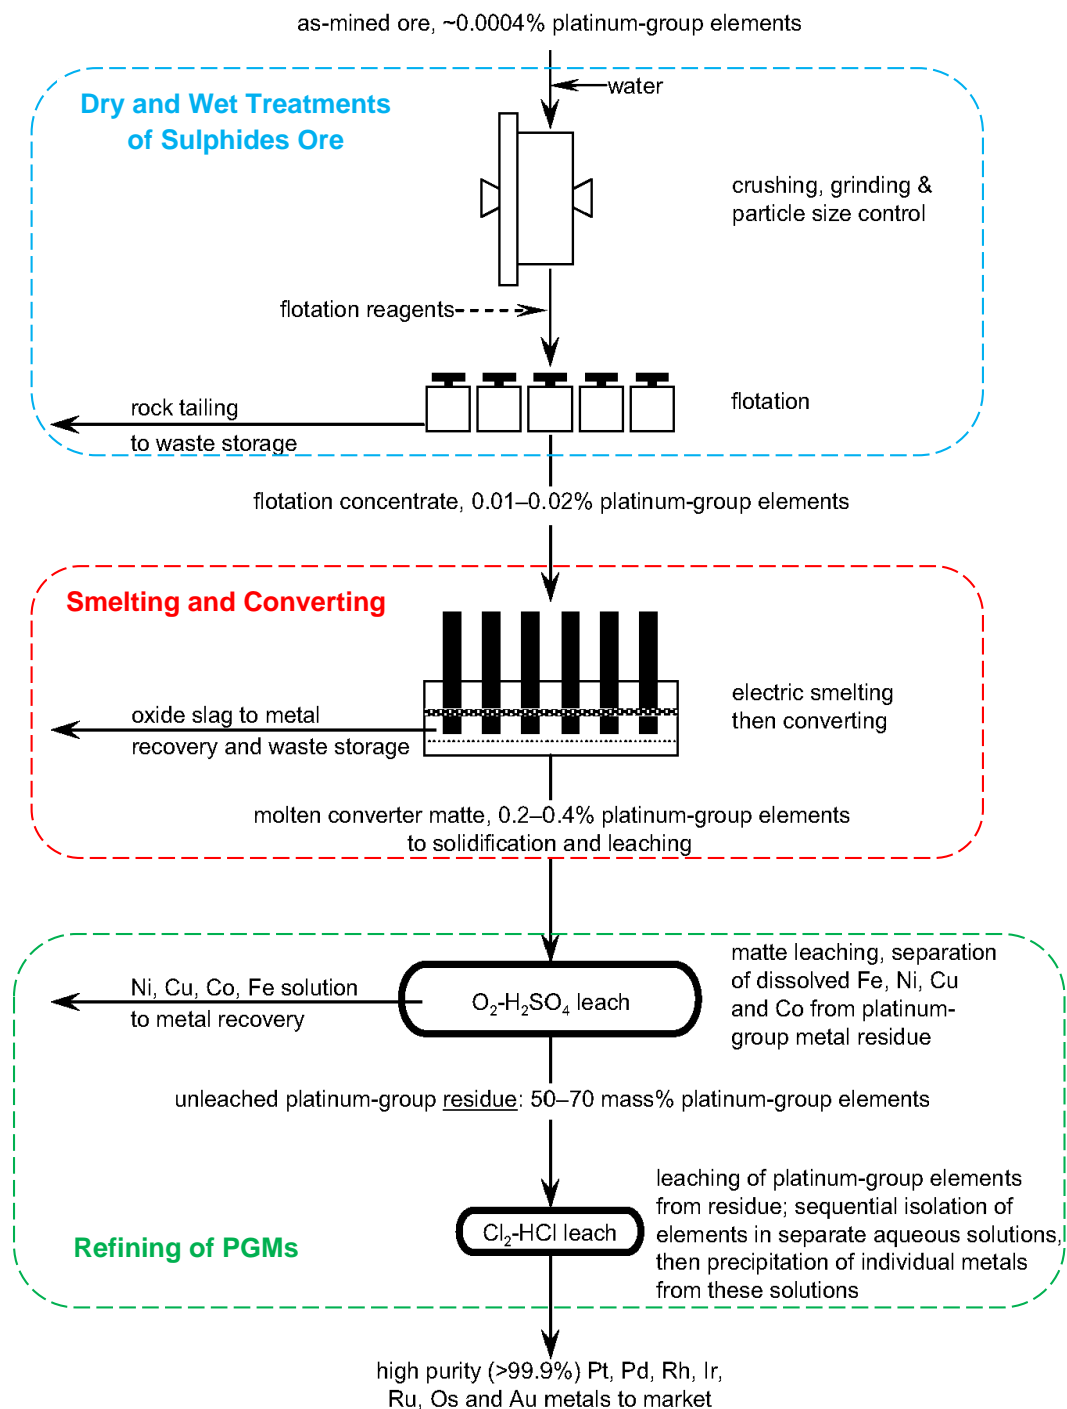 as-mined ore, ~0.0004% platinum-group elements
water
Dry and Wet Treatments
of Sulphides Ore
crushing, grinding &
particle size control
flotation reagents
flotation
rock tailing
to waste storage
flotation concentrate, 0.01–0.02% platinum-group elements
Smelting and Converting
electric smelting
then converting
oxide slag to metal
recovery and waste storage
molten converter matte, 0.2–0.4% platinum-group elements
to solidification and leaching
matte leaching, separation
of dissolved Fe, Ni, Cu
and Co from platinum-
group metal residue
Ni, Cu, Co, Fe solution
to metal recovery
O₂-H₂SO₄ leach
unleached platinum-group residue: 50–70 mass% platinum-group elements
leaching of platinum-group elements
from residue; sequential isolation of
elements in separate aqueous solutions,
then precipitation of individual metals
from these solutions
Cl₂-HCl leach
Refining of PGMs
high purity (>99.9%) Pt, Pd, Rh, Ir,
Ru, Os and Au metals to market